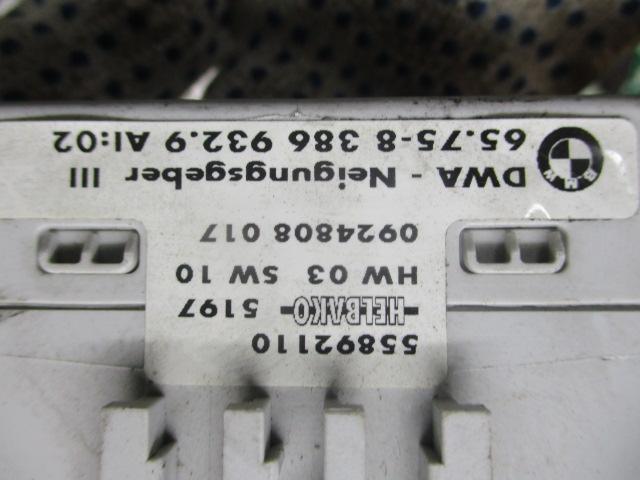 BMW
65.75-8 386 932.9 AI:02
DWA - Neigungsgeber III
0924808 017
HW 03 SW 10
HELBAKO 5197
55892110